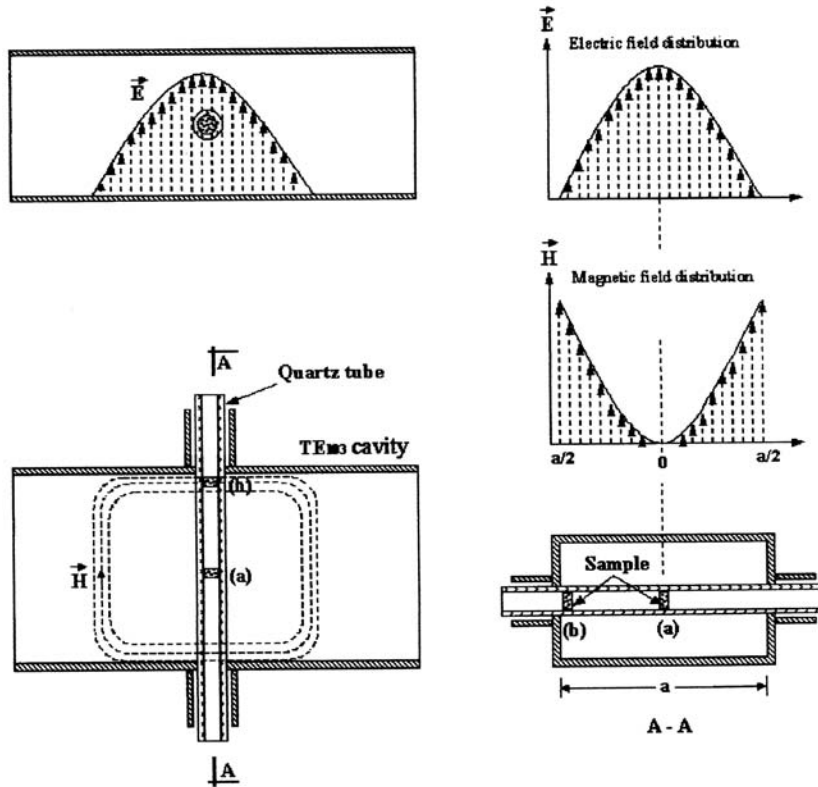 E
E
Electric field distribution
H
Magnetic field distribution
a/2
0
a/2
A
Quartz tube
TE103 cavity
(h)
H
(a)
A
Sample
(b)
(a)
a
A - A